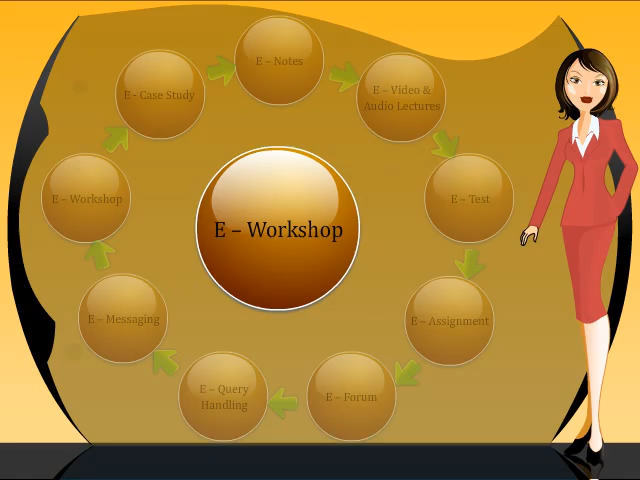 E – Notes
E – Video &
Audio Lectures
E – Test
E – Assignment
E – Forum
E – Query
Handling
E – Messaging
E – Workshop
E - Case Study
E – Workshop